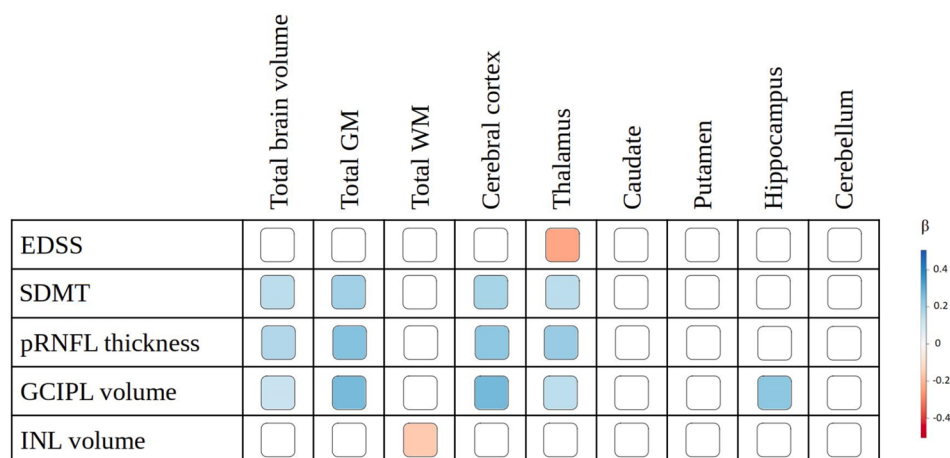 Total brain volume
Total GM
Total WM
Cerebral cortex
Thalamus
Caudate
Putamen
Hippocampus
Cerebellum
EDSS
SDMT
pRNFL thickness
GCIPL volume
INL volume
β
0.4
0.2
0
-0.2
-0.4